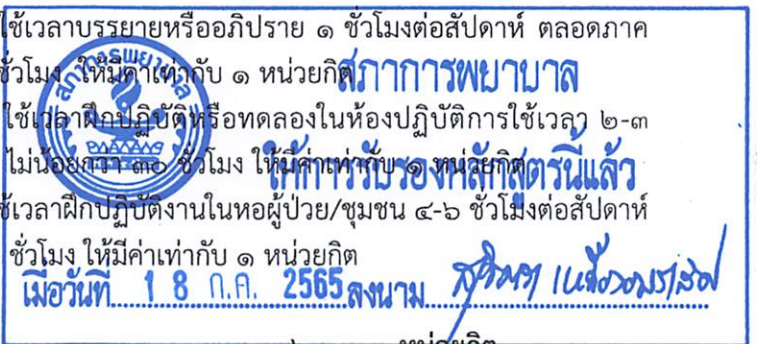 ใช้เวลาบรรยายหรืออภิปราย ๑ ชั่วโมงต่อสัปดาห์ ตลอดภาค
ชั่วโมง ให้มีค่าเท่ากับ ๑ หน่วยกิต
สภาการพยาบาล
ใช้เวลาฝึกปฏิบัติหรือทดลองในห้องปฏิบัติการใช้เวลา ๒-๓
ไม่น้อยกว่า ๓๐ ชั่วโมง ให้มีค่าเท่ากับ ๑ หน่วยกิต
ให้การรับรองหลักสูตรนี้แล้ว
ใช้เวลาฝึกปฏิบัติงานในหอผู้ป่วย/ชุมชน ๔-๖ ชั่วโมงต่อสัปดาห์
ชั่วโมง ให้มีค่าเท่ากับ ๑ หน่วยกิต
เมื่อวันที่ 18 ก.ค. 2565 ลงนาม
หน่วยกิต